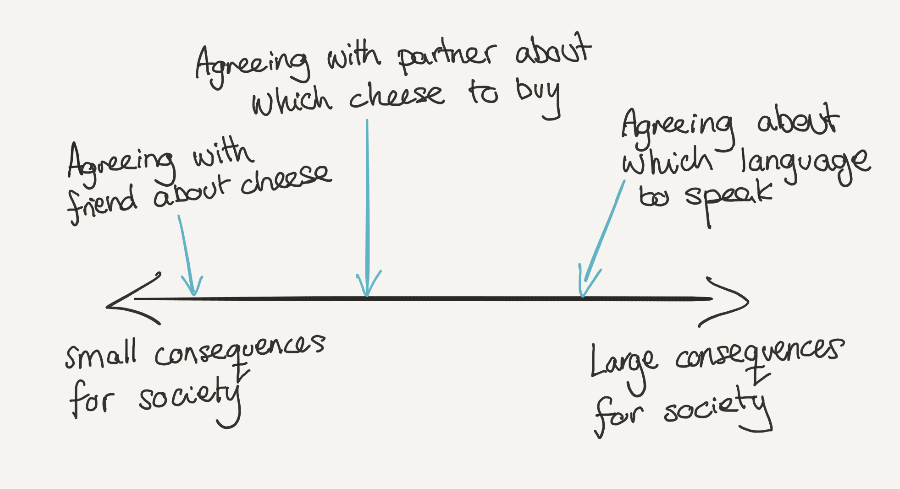 Agreeing with partner about
which cheese to buy
Agreeing with
friend about cheese
Agreeing about
which language
to speak
small consequences
for society
Large consequences
for society